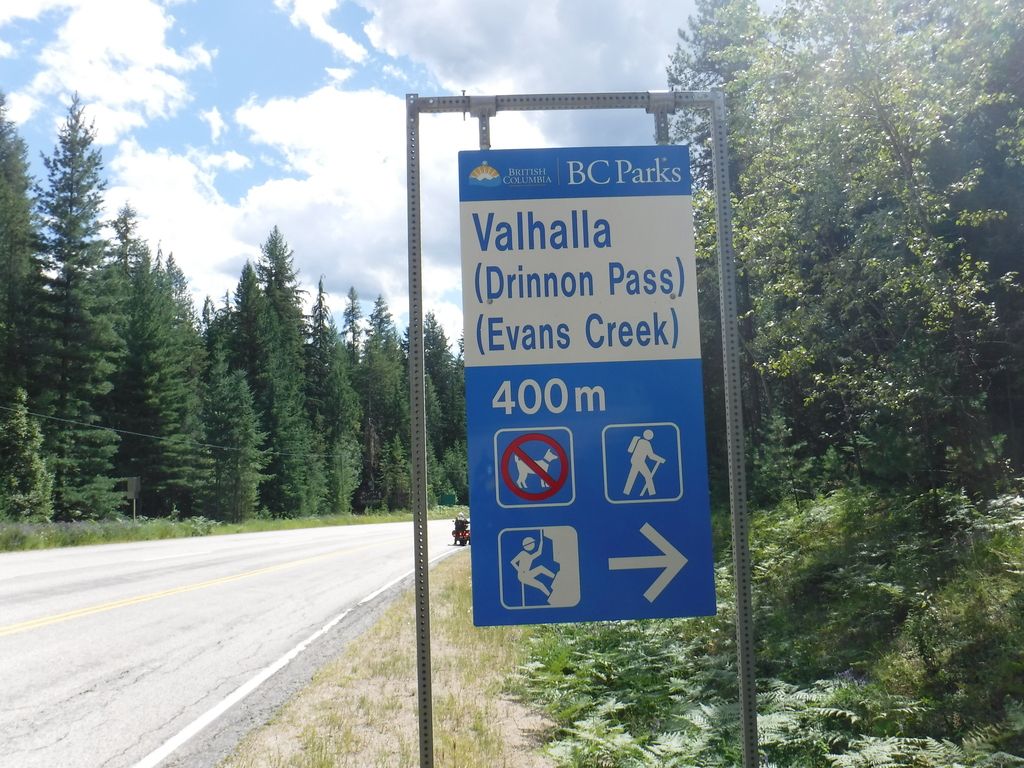 BRITISH
COLUMBIA
BC Parks
Valhalla
(Drinnon Pass)
(Evans Creek)
400m